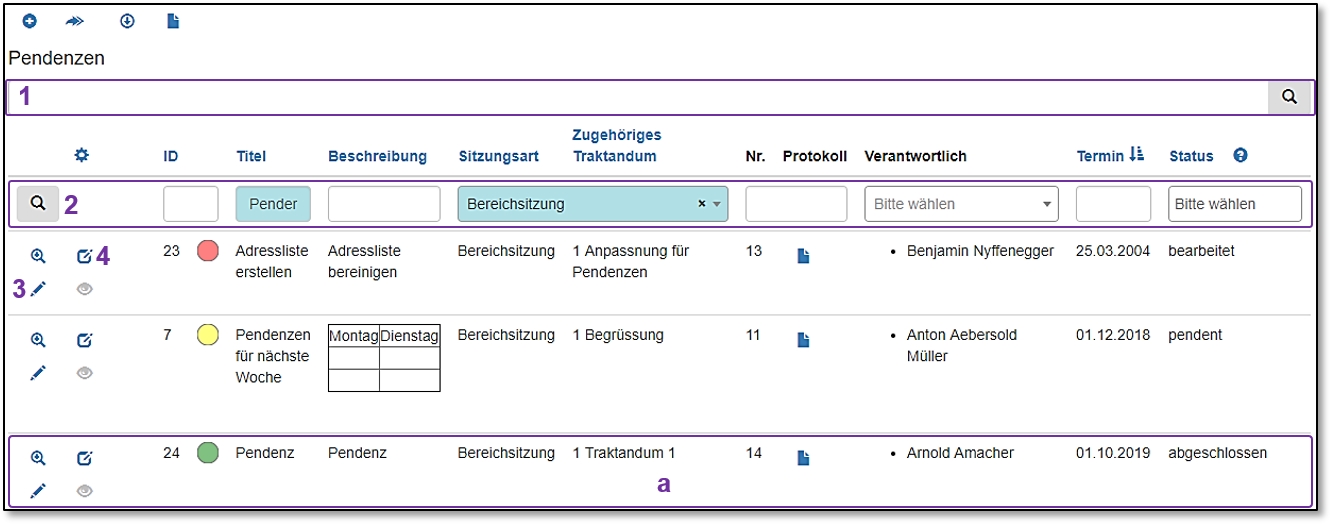 Pendenzen
1
Zugehöriges
ID Titel Beschreibung Sitzungsart Traktandum Nr. Protokoll Verantwortlich Termin Status ?
2 Pender Bereichsitzung × Bitte wählen Bitte wählen
4 23 Adressliste Adressliste Bereichsitzung 1 Anpassnung für 13 • Benjamin Nyffenegger 25.03.2004 bearbeitet
erstellen bereinigen Pendenzen
3
7 Pendenzen Montag Dienstag Bereichsitzung 1 Begrüssung 11 • Anton Aebersold 01.12.2018 pendent
für nächste Müller
Woche
24 Pendenz Pendenz Bereichsitzung 1 Traktandum 1 14 • Arnold Amacher 01.10.2019 abgeschlossen
a